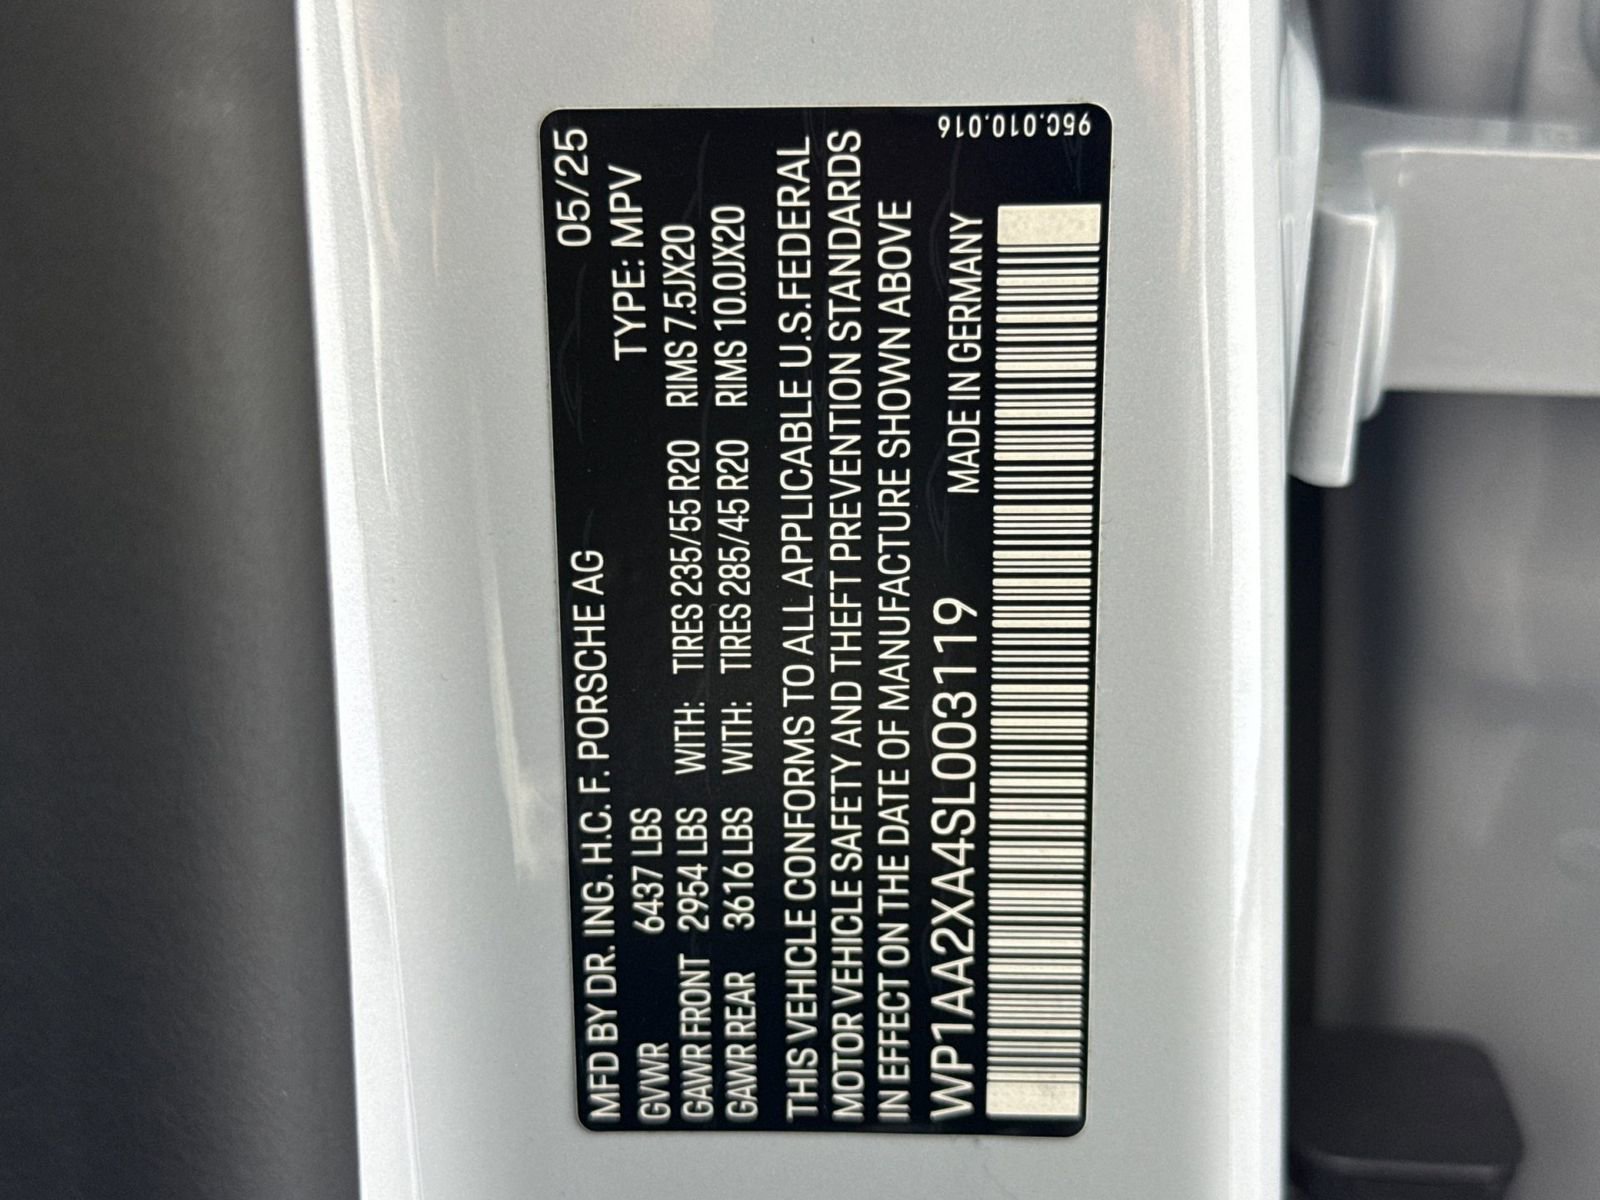 MFD BY DR. ING. H.C. F. PORSCHE AG 05/25
TYPE: MPV
GVWR 6437 LBS
GAWR FRONT 2954 LBS WITH: TIRES 235/55 R20 RIMS 7.5JX20
GAWR REAR 3616 LBS WITH: TIRES 285/45 R20 RIMS 10.0JX20
THIS VEHICLE CONFORMS TO ALL APPLICABLE U.S.FEDERAL
MOTOR VEHICLE SAFETY AND THEFT PREVENTION STANDARDS
IN EFFECT ON THE DATE OF MANUFACTURE SHOWN ABOVE
WP1AA2XA4SL003119 MADE IN GERMANY
95C.010.016